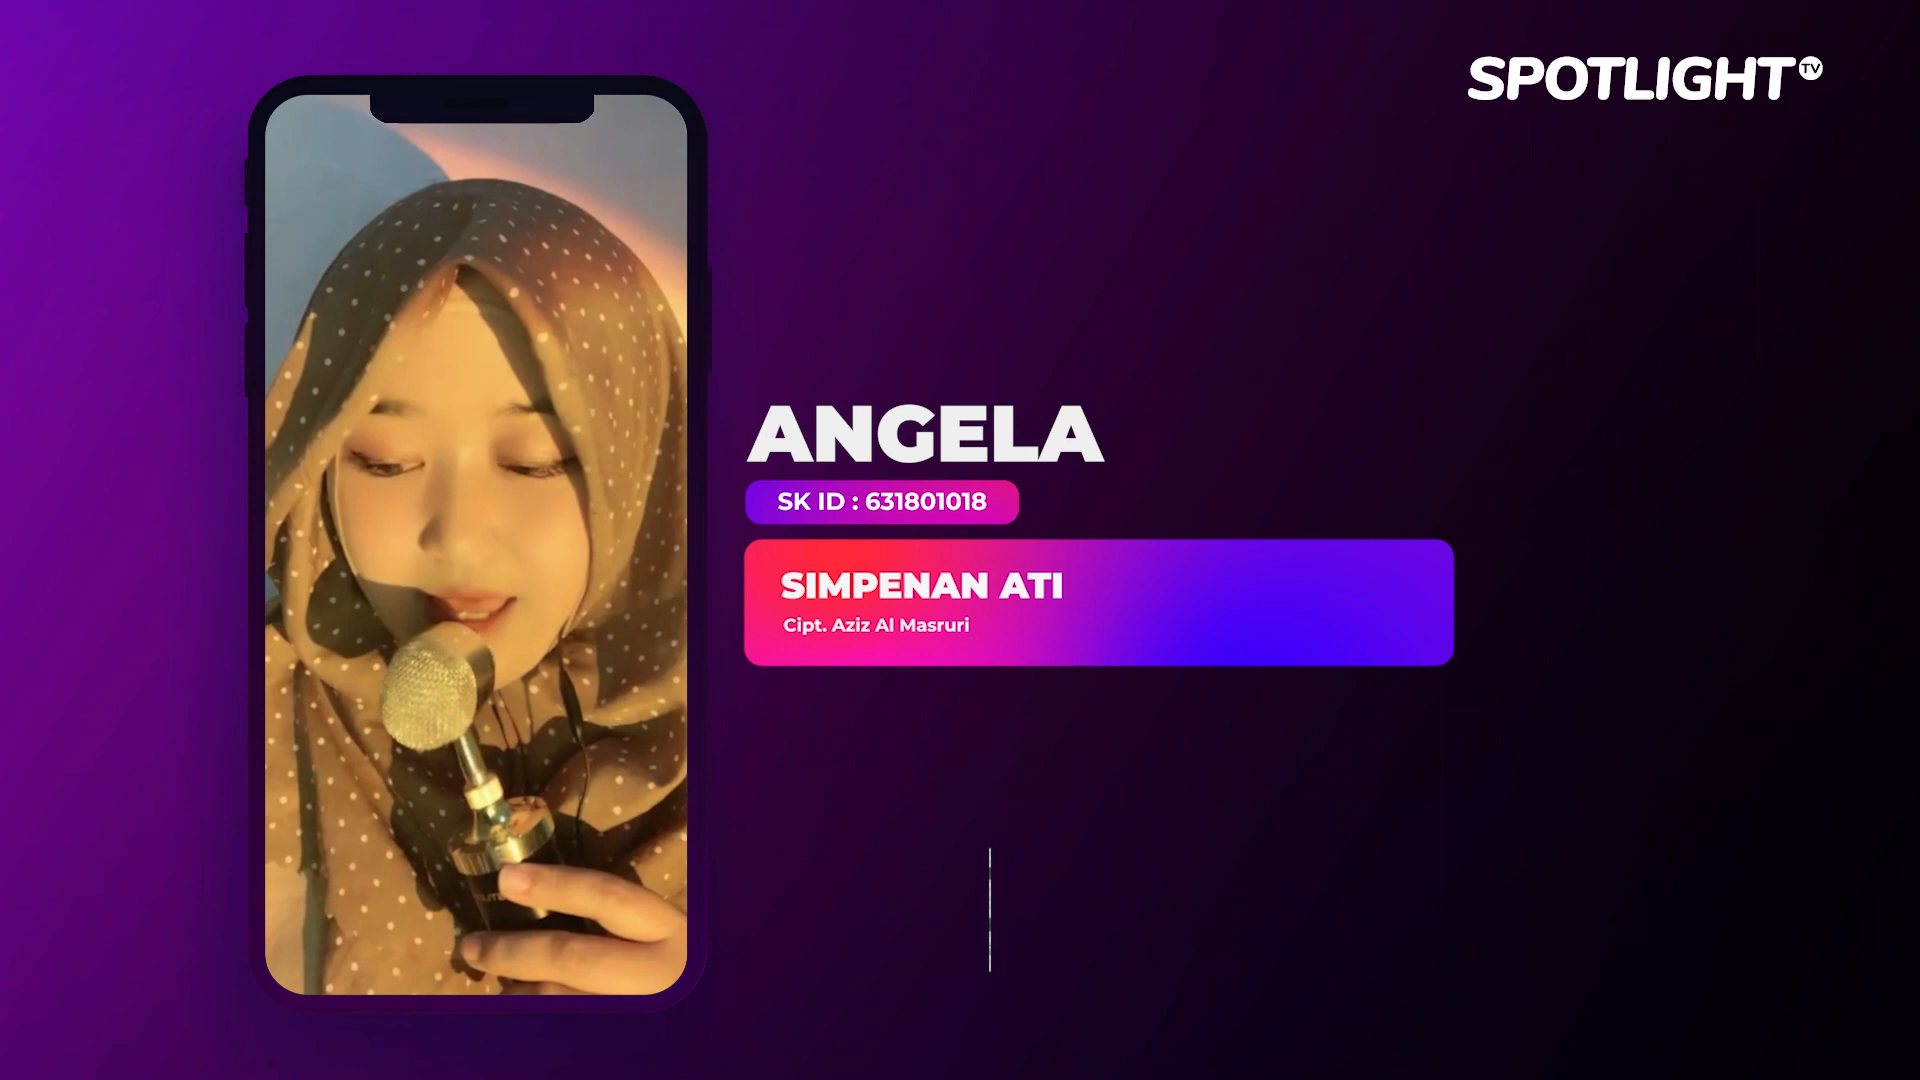 SPOTLIGHT TV
ANGELA
SK ID : 631801018
SIMPENAN ATI
Cipt. Aziz Al Masruri